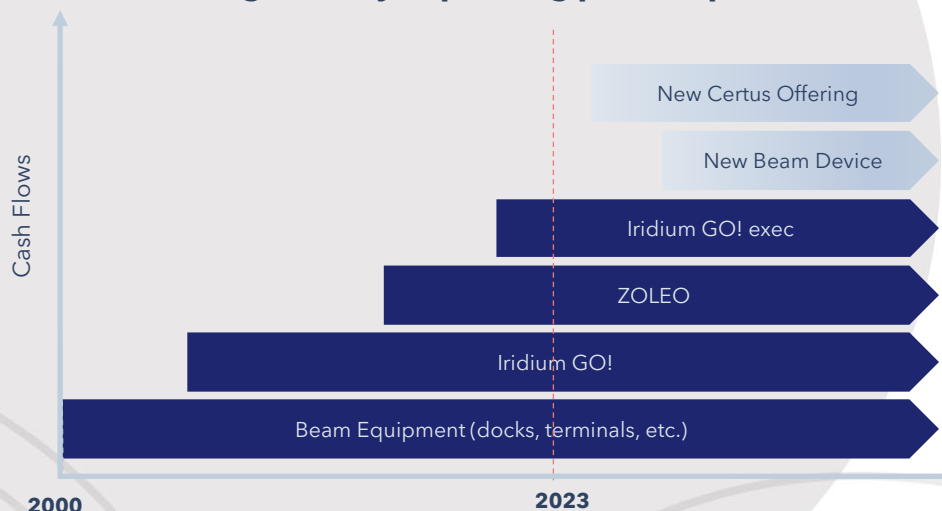 New Certus Offering
New Beam Device
Iridium GO! exec
ZOLEO
Iridium GO!
Beam Equipment (docks, terminals, etc.)
Cash Flows
2000
2023